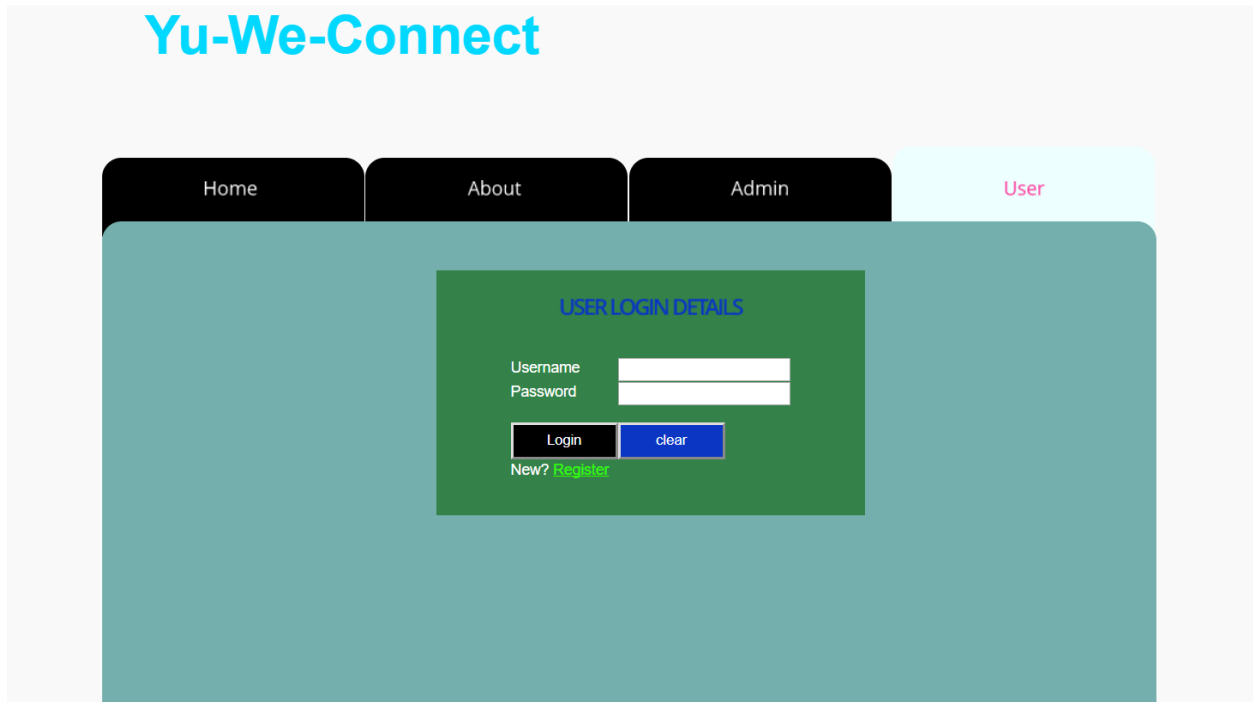 Yu-We-Connect
Home About Admin User
USER LOGIN DETAILS
Username
Password
Login clear
New? Register